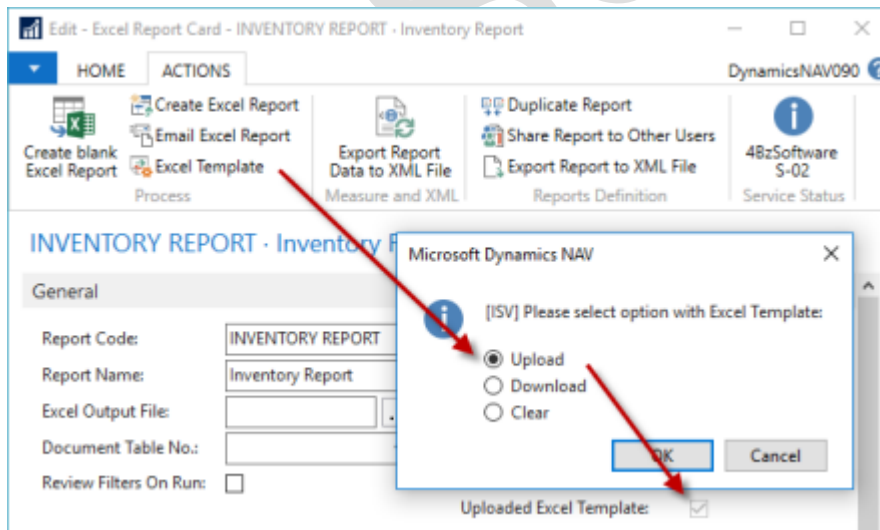 Edit - Excel Report Card - INVENTORY REPORT · Inventory Report
HOME ACTIONS DynamicsNAV090
Create blank Excel Report
Create Excel Report
Email Excel Report
Excel Template
Process
Export Report Data to XML File
Measure and XML
Duplicate Report
Share Report to Other Users
Export Report to XML File
Reports Definition
4BzSoftware S-02
Service Status
INVENTORY REPORT · Inventory
General
Report Code: INVENTORY REPORT
Report Name: Inventory Report
Excel Output File:
Document Table No.:
Review Filters On Run:
Microsoft Dynamics NAV
[ISV] Please select option with Excel Template:
Upload
Download
Clear
OK Cancel
Uploaded Excel Template: